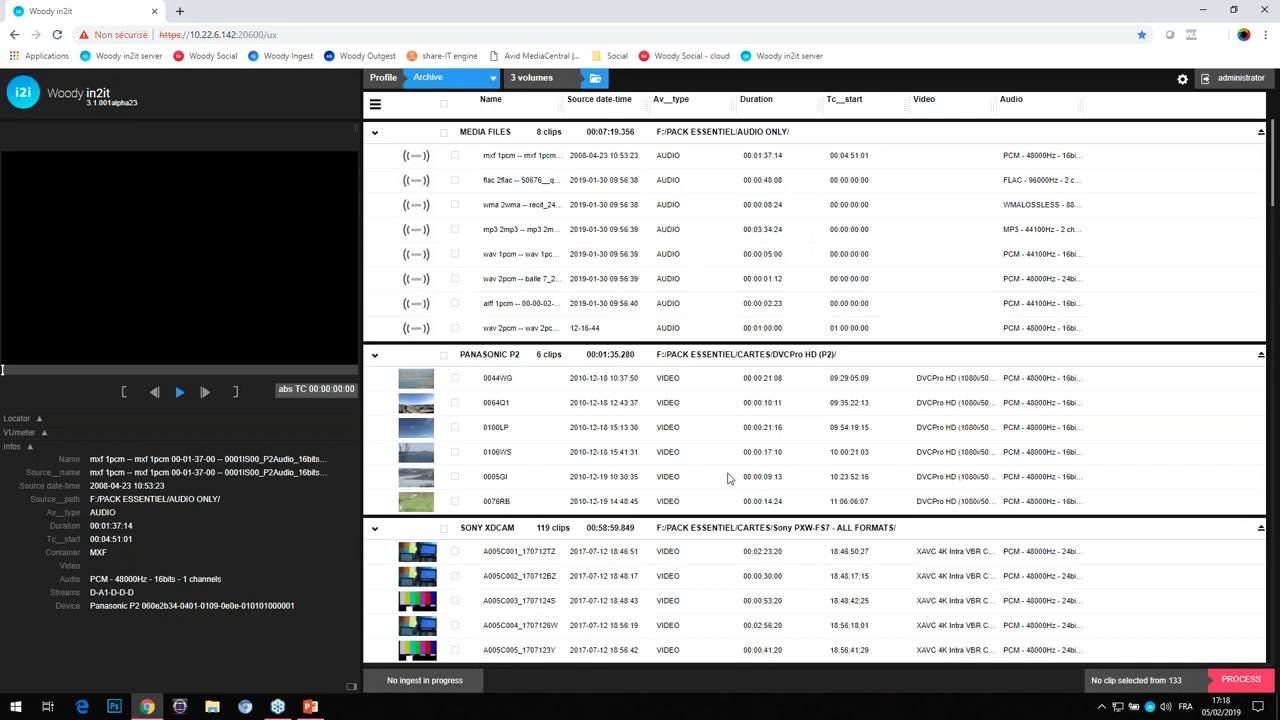 Woody in2it
Non sécurisé https://10.22.6.142:20600/ux
Applications Woody in2it server Woody Social Woody Ingest Woody Outgest share-IT engine Avid MediaCentral |... Social Woody Social - cloud Woody in2it server
i2i Woody in2it
3.1.001alpha23
Profile Archive 3 volumes administrator
Name Source date-time Av__type Duration Tc__start Video Audio
MEDIA FILES 8 clips 00:07:19.356 F:/PACK ESSENTIEL/AUDIO ONLY/
AUDIO mxf 1pcm -- mxf 1pcm... 2008-04-23 10:53:23 AUDIO 00:01:37:14 00:04:51:01 PCM - 48000Hz - 16bi...
AUDIO flac 2flac -- 50676__q... 2019-01-30 09:56:38 AUDIO 00:00:48:08 00:00:00:00 FLAC - 96000Hz - 2 c...
AUDIO wma 2wma -- recit_24... 2019-01-30 09:56:38 AUDIO 00:00:08:24 00:00:00:00 WMALOSSLESS - 88...
AUDIO mp3 2mp3 -- mp3 2m... 2019-01-30 09:56:39 AUDIO 00:03:34:24 00:00:00:00 MP3 - 44100Hz - 2 ch...
AUDIO wav 1pcm -- wav 1pc... 2019-01-30 09:56:39 AUDIO 00:00:05:00 00:00:00:00 PCM - 44100Hz - 16bi...
AUDIO wav 2pcm -- balle 7_2... 2019-01-30 09:56:39 AUDIO 00:00:01:12 00:00:00:00 PCM - 48000Hz - 24bi...
AUDIO aiff 1pcm -- 00-00-02-... 2019-01-30 09:56:40 AUDIO 00:00:02:23 00:00:00:00 PCM - 44100Hz - 16bi...
AUDIO wav 2pcm -- wav 2pc... 12-16-44 AUDIO 00:01:00:00 01:00:00:00 PCM - 48000Hz - 16bi...
PANASONIC P2 6 clips 00:01:35.280 F:/PACK ESSENTIEL/CARTES/DVCPro HD (P2)/
0044WG 2010-12-18 10:37:50 VIDEO 00:00:21:08 09:29:05:09 DVCPro HD (1080i/50... PCM - 48000Hz - 16bi...
0064Q1 2010-12-18 12:43:37 VIDEO 00:00:10:11 09:35:22:13 DVCPro HD (1080i/50... PCM - 48000Hz - 16bi...
0100LP 2010-12-18 15:13:30 VIDEO 00:00:21:16 09:54:19:15 DVCPro HD (1080i/50... PCM - 48000Hz - 16bi...
0106WS 2010-12-18 15:41:31 VIDEO 00:00:17:10 10:00:21:03 DVCPro HD (1080i/50... PCM - 48000Hz - 16bi...
0005GI 2010-12-19 10:30:35 VIDEO 00:00:09:13 10:23:52:16 DVCPro HD (1080i/50... PCM - 48000Hz - 16bi...
0076RB 2010-12-19 14:48:45 VIDEO 00:00:14:24 11:06:06:07 DVCPro HD (1080i/50... PCM - 48000Hz - 16bi...
SONY XDCAM 119 clips 00:58:59.849 F:/PACK ESSENTIEL/CARTES/Sony PXW-FS7 - ALL FORMATS/
A005C001_170712TZ 2017-07-12 18:46:51 VIDEO 00:02:23;20 18:46:50;27 XAVC 4K Intra VBR C... PCM - 48000Hz - 24bi...
A005C002_170712BZ 2017-07-12 18:48:17 VIDEO 00:00:30;00 18;48;17;15 XAVC 4K Intra VBR C... PCM - 48000Hz - 24bi...
A005C003_1707124S 2017-07-12 18:48:43 VIDEO 00:00:53;20 18;48;42;25 XAVC 4K Intra VBR C... PCM - 48000Hz - 24bi...
A005C004_1707126W 2017-07-12 18:56:19 VIDEO 00:02:56;20 18;56;18;01 XAVC 4K Intra VBR C... PCM - 48000Hz - 24bi...
A005C005_1707123Y 2017-07-12 18:56:42 VIDEO 00:00:41;20 18;56;41;29 XAVC 4K Intra VBR C... PCM - 48000Hz - 24bi...
abs TC 00:00:00:00
Locator
VUmeter
Infos
Name mxf 1pcm -- mxf 1pcm 00-01-37-00 -- 0001IS00_P2Audio_16bits...
Source__name mxf 1pcm -- mxf 1pcm 00-01-37-00 -- 0001IS00_P2Audio_16bits...
Source date-time 2008-04-23 10:53:23
Source__path F:/PACK ESSENTIEL/AUDIO ONLY/
Av__type AUDIO
Duration 00:01:37:14
Tc__start 00:04:51:01
Container MXF
Video
Audio PCM - 48000Hz - 16bits - 1 channels
Streams D-A1-D-D-D
Device Panasonic P2 060e2b34-0401-0109-0e0e-010101000001
No ingest in progress No clip selected from 133 PROCESS
FRA 17:18
05/02/2019